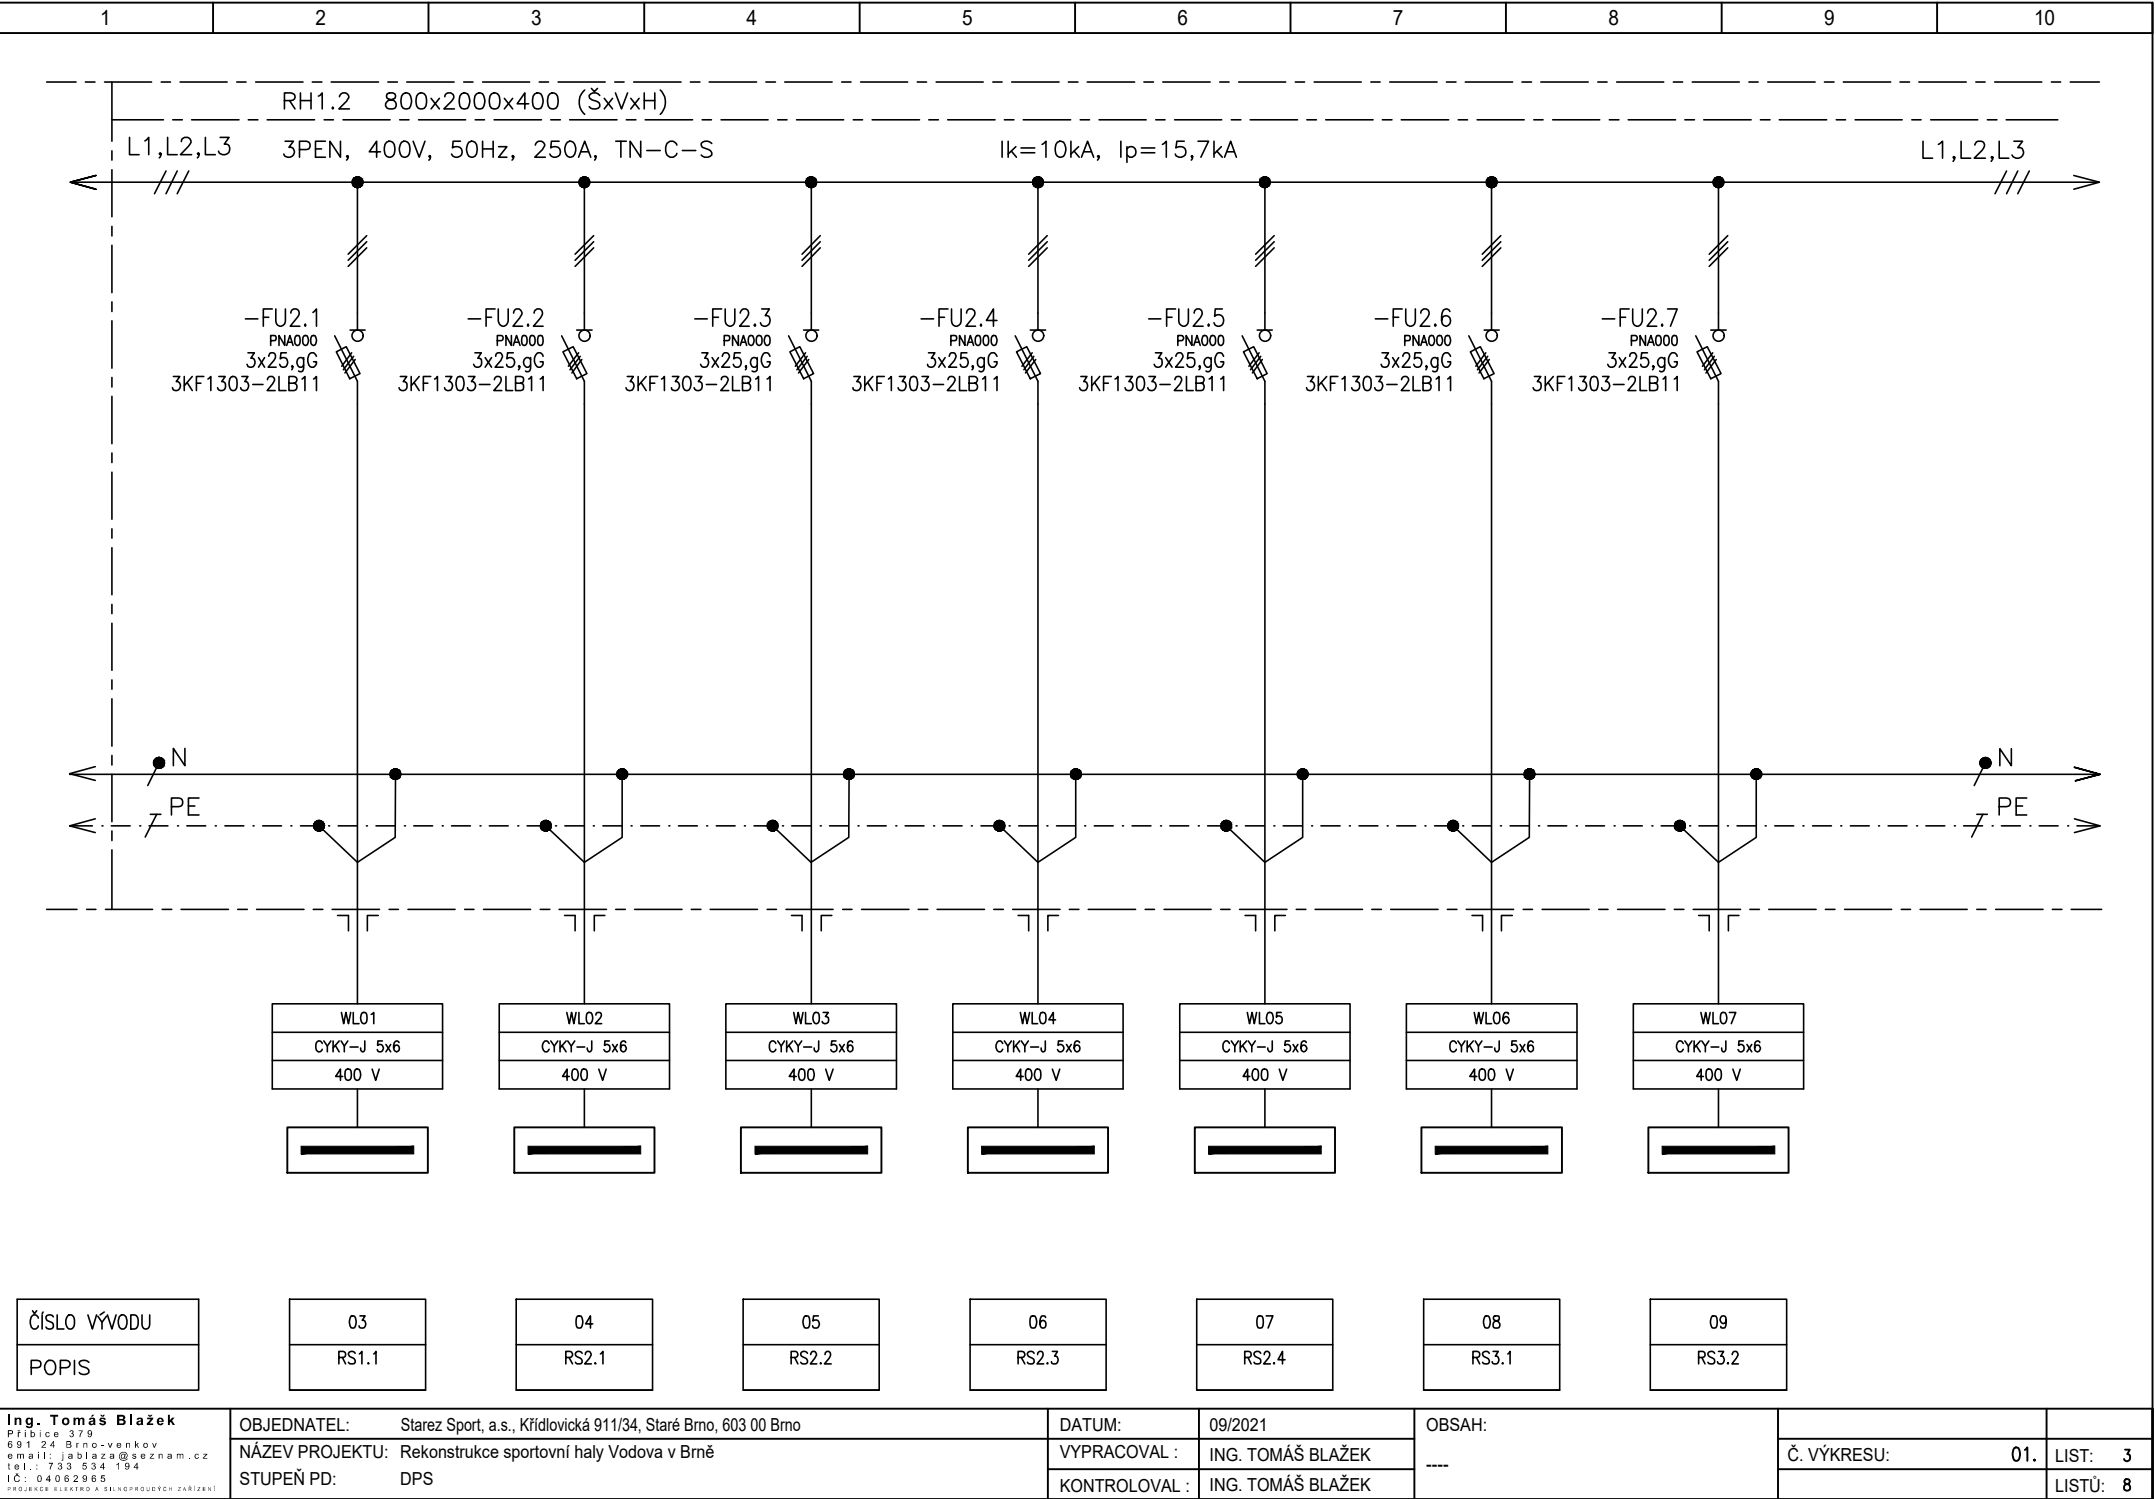 1 2 3 4 5 6 7 8 9 10
RH1.2 800x2000x400 (ŠxVxH)
L1,L2,L3 3PEN, 400V, 50Hz, 250A, TN-C-S Ik=10kA, Ip=15,7kA L1,L2,L3
-FU2.1 -FU2.2 -FU2.3 -FU2.4 -FU2.5 -FU2.6 -FU2.7
PNA000 PNA000 PNA000 PNA000 PNA000 PNA000 PNA000
3x25,gG 3x25,gG 3x25,gG 3x25,gG 3x25,gG 3x25,gG 3x25,gG
3KF1303-2LB11 3KF1303-2LB11 3KF1303-2LB11 3KF1303-2LB11 3KF1303-2LB11 3KF1303-2LB11 3KF1303-2LB11
N N
PE PE
WL01 WL02 WL03 WL04 WL05 WL06 WL07
CYKY-J 5x6 CYKY-J 5x6 CYKY-J 5x6 CYKY-J 5x6 CYKY-J 5x6 CYKY-J 5x6 CYKY-J 5x6
400 V 400 V 400 V 400 V 400 V 400 V 400 V
ČÍSLO VÝVODU 03 04 05 06 07 08 09
POPIS RS1.1 RS2.1 RS2.2 RS2.3 RS2.4 RS3.1 RS3.2
Ing. Tomáš Blažek
Přibice 379
691 24 Brno-venkov
email: jablaza@seznam.cz
tel.: 733 534 194
IČ: 04062965
PROJEKCE ELEKTRO A SILNOPROUDÝCH ZAŘÍZENÍ
OBJEDNATEL: Starez Sport, a.s., Křídlovická 911/34, Staré Brno, 603 00 Brno
NÁZEV PROJEKTU: Rekonstrukce sportovní haly Vodova v Brně
STUPEŇ PD: DPS
DATUM: 09/2021
VYPRACOVAL : ING. TOMÁŠ BLAŽEK
KONTROLOVAL : ING. TOMÁŠ BLAŽEK
OBSAH:
----
Č. VÝKRESU: 01.
LIST: 3
LISTŮ: 8